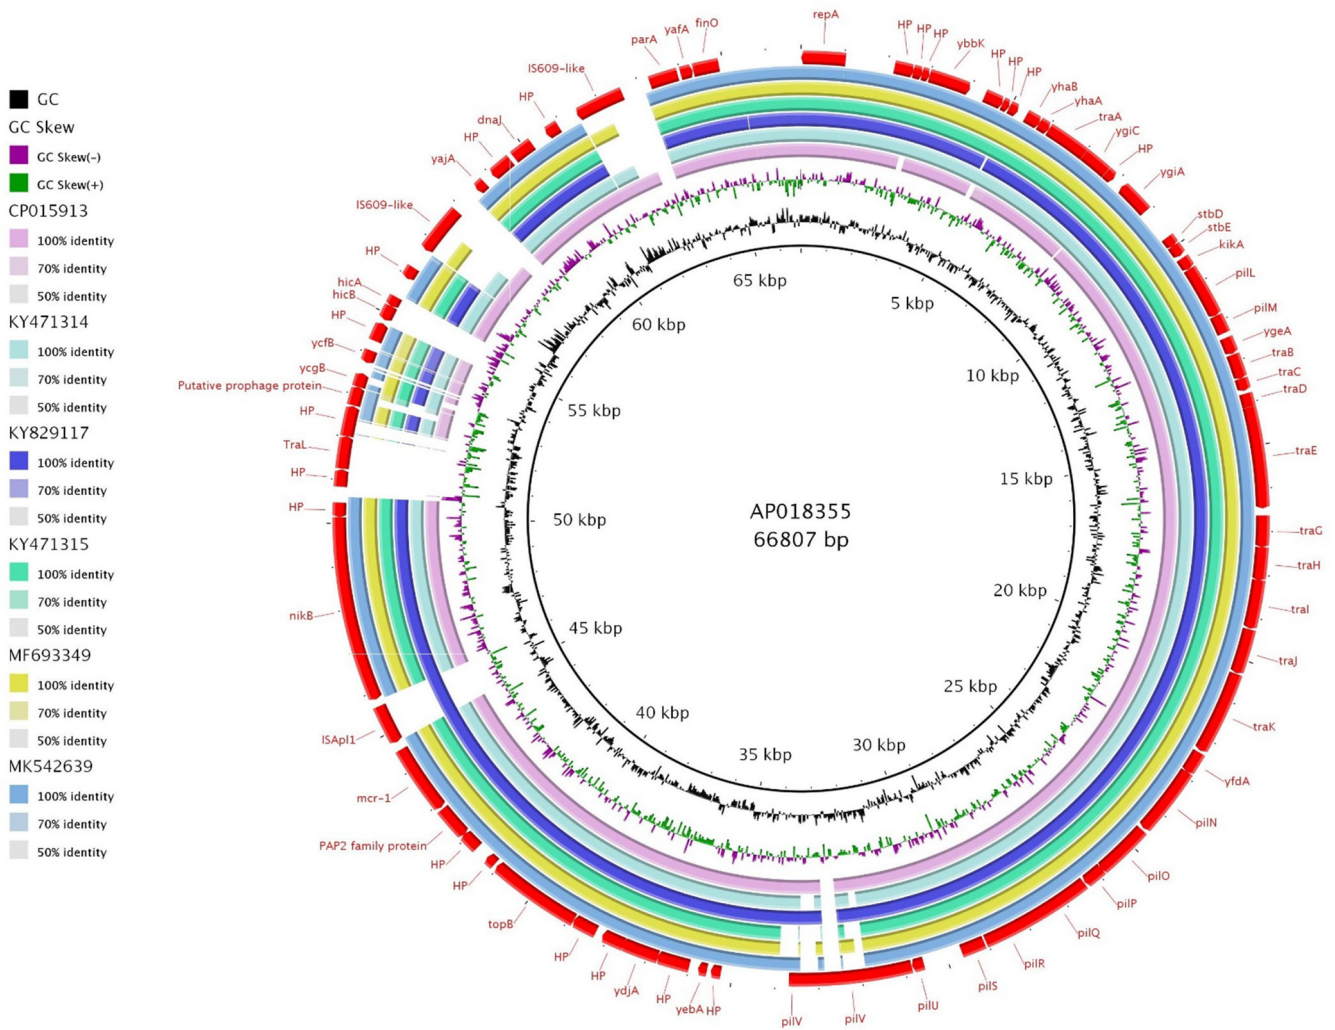 GC
GC Skew
GC Skew(-)
GC Skew(+)
CP015913
100% identity
70% identity
50% identity
KY471314
100% identity
70% identity
50% identity
KY829117
100% identity
70% identity
50% identity
KY471315
100% identity
70% identity
50% identity
MF693349
100% identity
70% identity
50% identity
MK542639
100% identity
70% identity
50% identity
repA
HP
HP
HP
ybbK
HP
HP
HP
yhaB
yhaA
traA
ygiC
HP
ygiA
stbD
stbE
kikA
pilL
pilM
ygeA
traB
traC
traD
traE
traG
traH
traI
traJ
traK
yfdA
pilN
pilO
pilP
pilQ
pilR
pilS
pilU
pilV
pilV
HP
yebA
HP
ydjA
HP
HP
topB
HP
HP
PAP2 family protein
mcr-1
ISApl1
nikB
HP
HP
TraL
HP
Putative prophage protein
ycgB
ycfB
HP
hicB
hicA
HP
IS609-like
yajA
HP
dnaJ
HP
IS609-like
parA
yafA
finO
5 kbp
10 kbp
15 kbp
20 kbp
25 kbp
30 kbp
35 kbp
40 kbp
45 kbp
50 kbp
55 kbp
60 kbp
65 kbp
AP018355
66807 bp